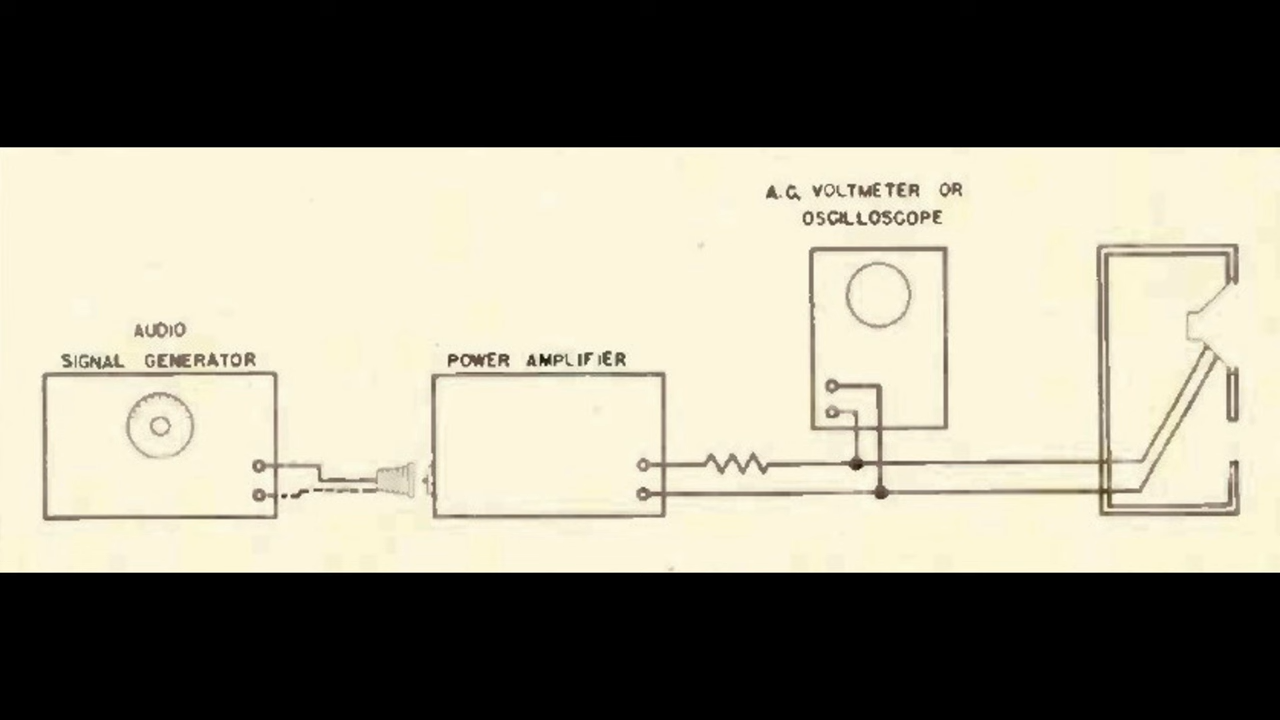 A.C. VOLTMETER OR
OSCILLOSCOPE
AUDIO
SIGNAL GENERATOR
POWER AMPLIFIER